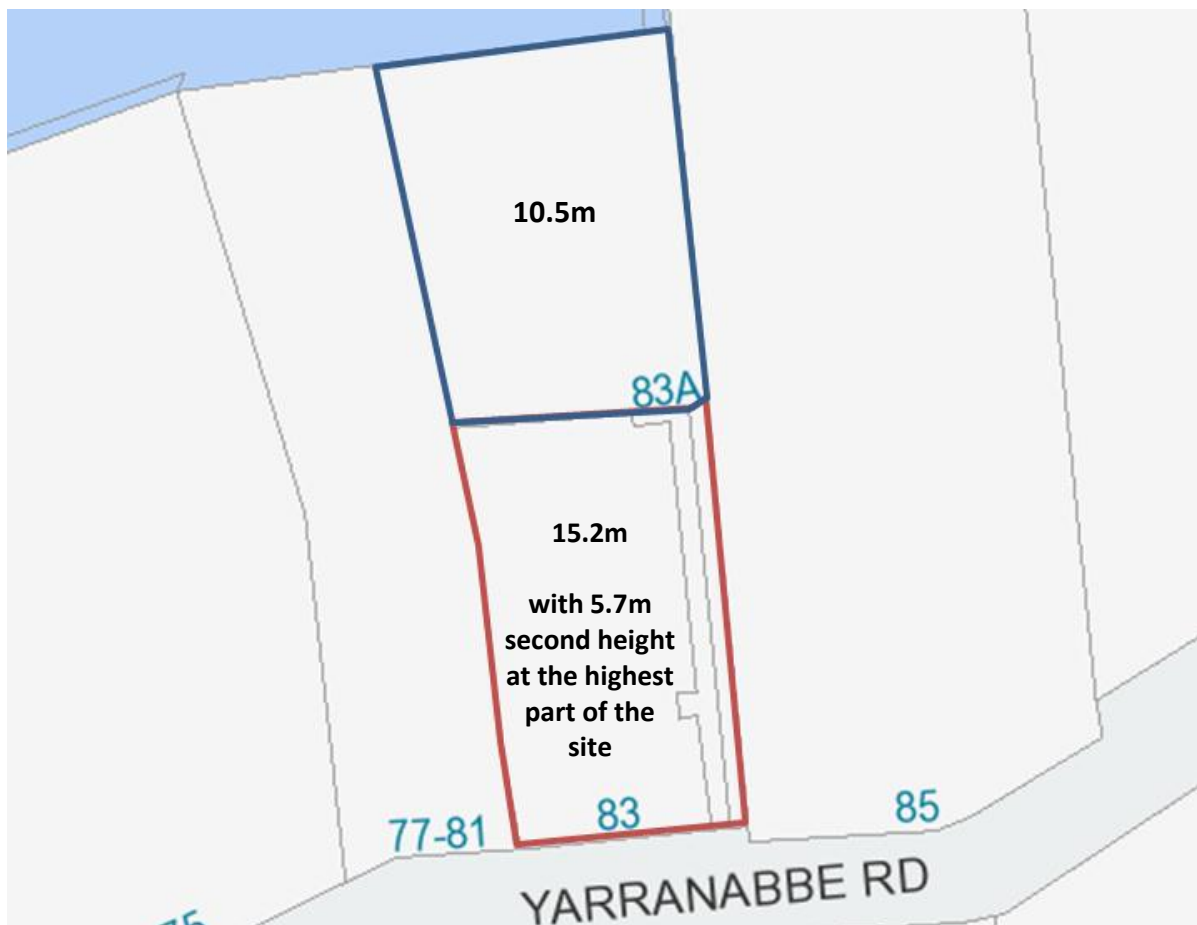 10.5m
83A
15.2m
with 5.7m
second height
at the highest
part of the
site
77-81
83
85
YARRANABBE RD
75